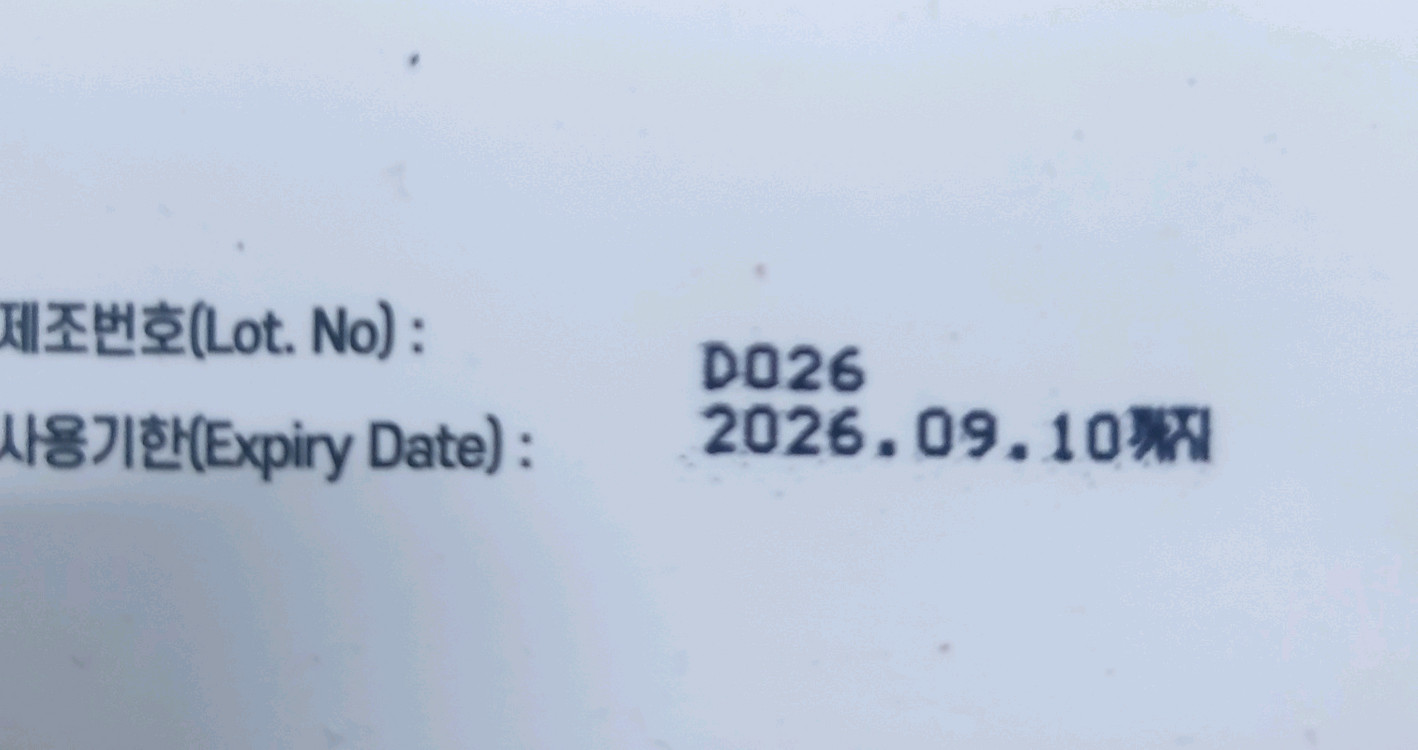 제조번호(Lot. No) : D026
사용기한(Expiry Date) : 2026.09.10까지